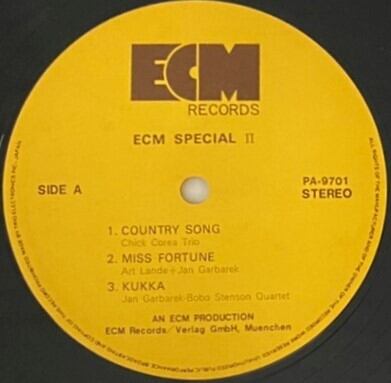 ECM
RECORDS
ECM SPECIAL II
SIDE A
PA-9701
STEREO
1. COUNTRY SONG
Chick Corea Trio
2. MISS FORTUNE
Art Lande+Jan Garbarek
3. KUKKA
Jan Garbarek-Bobo Stenson Quartet
AN ECM PRODUCTION
ECM Records/Verlag GmbH, Muenchen